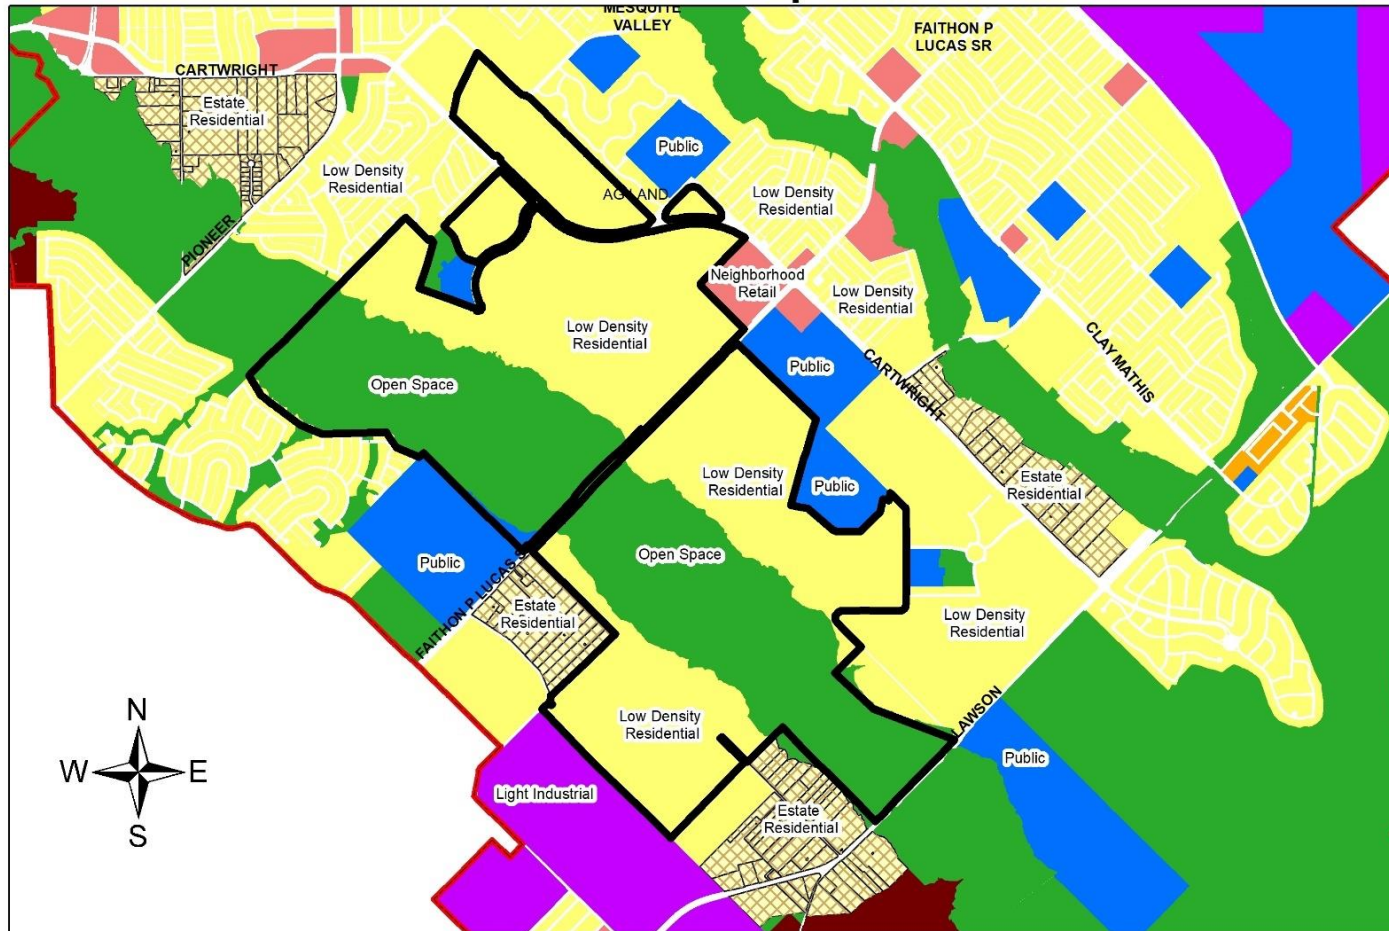 MESQUITE
VALLEY
FAITHON P
LUCAS SR
CARTWRIGHT
Estate
Residential
Public
Low Density
Residential
Low Density
Residential
PIONEER
Neighborhood
Retail
Low Density
Residential
Low Density
Residential
CLAY MATHIS
Public
CARTWRIGHT
Open Space
Low Density
Residential
Public
Estate
Residential
Open Space
Public
FAITHON P LUCAS S
Estate
Residential
Low Density
Residential
Low Density
Residential
LAWSON
Public
N
W
E
S
Light Industrial
Estate
Residential